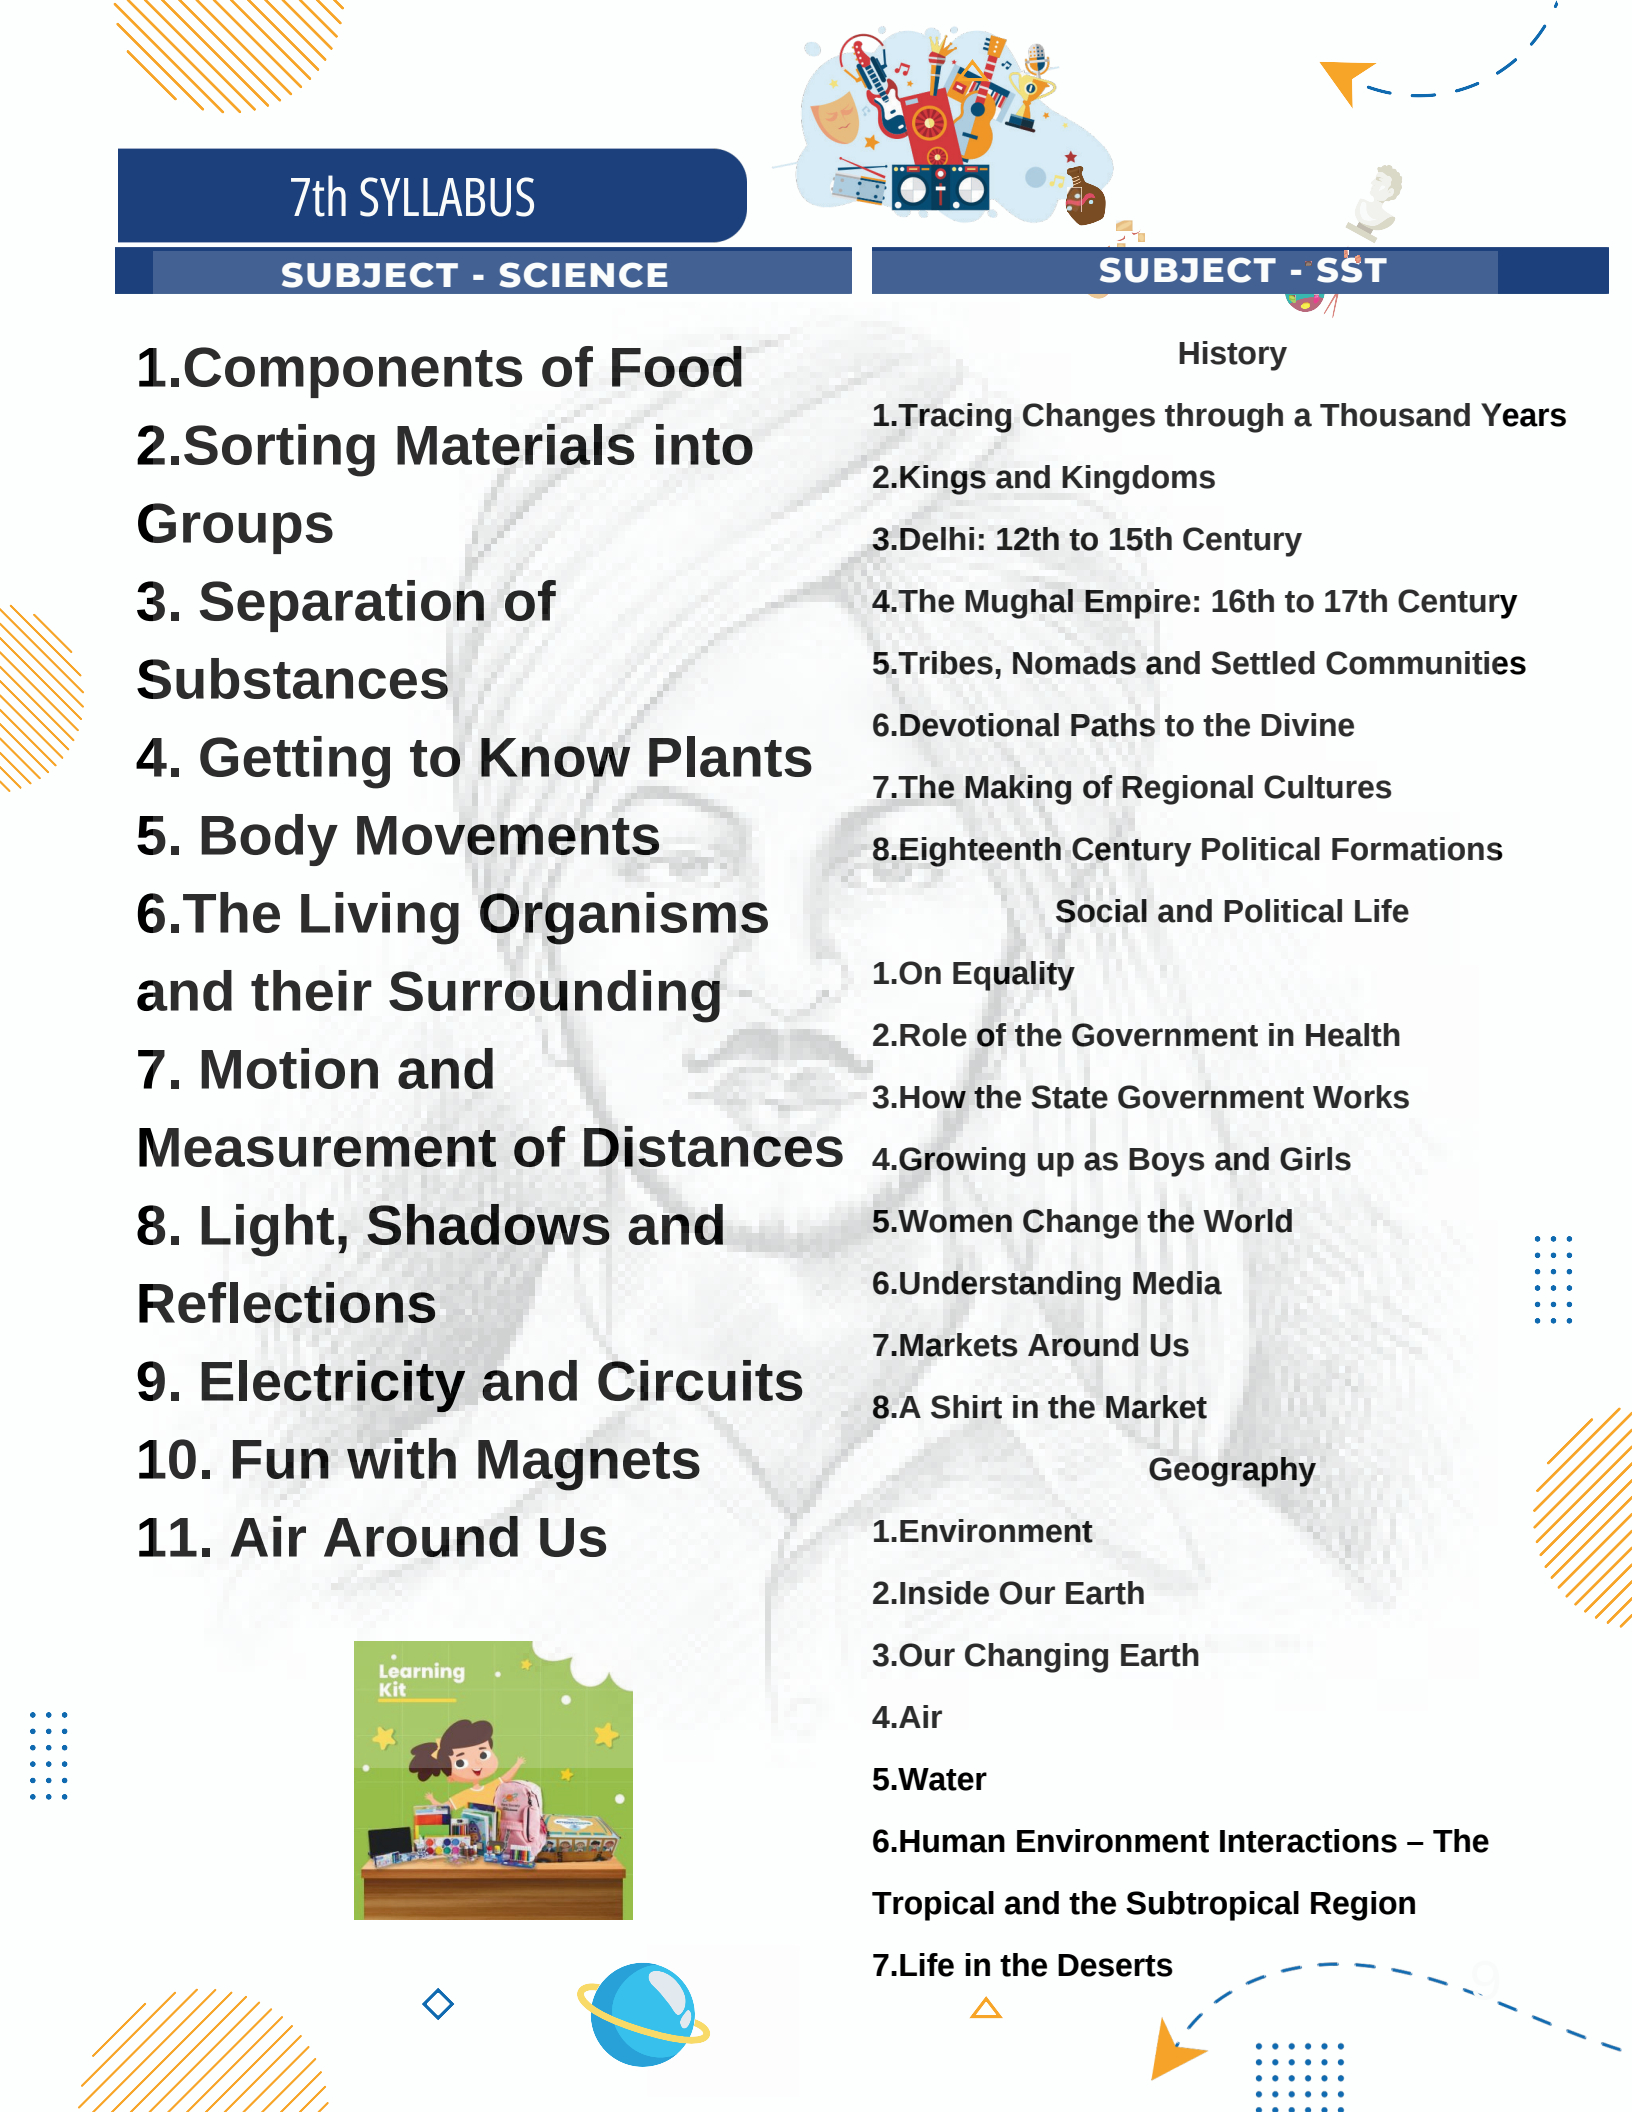 7th SYLLABUS
SUBJECT - SCIENCE
1.Components of Food
2.Sorting Materials into
Groups
3. Separation of
Substances
4. Getting to Know Plants
5. Body Movements
6.The Living Organisms
and their Surrounding
7. Motion and
Measurement of Distances
8. Light, Shadows and
Reflections
9. Electricity and Circuits
10. Fun with Magnets
11. Air Around Us
Learning
Kit
SUBJECT - SST
History
1.Tracing Changes through a Thousand Years
2.Kings and Kingdoms
3.Delhi: 12th to 15th Century
4.The Mughal Empire: 16th to 17th Century
5.Tribes, Nomads and Settled Communities
6.Devotional Paths to the Divine
7.The Making of Regional Cultures
8.Eighteenth Century Political Formations
Social and Political Life
1.On Equality
2.Role of the Government in Health
3.How the State Government Works
4.Growing up as Boys and Girls
5.Women Change the World
6.Understanding Media
7.Markets Around Us
8.A Shirt in the Market
Geography
1.Environment
2.Inside Our Earth
3.Our Changing Earth
4.Air
5.Water
6.Human Environment Interactions – The
Tropical and the Subtropical Region
7.Life in the Deserts
9